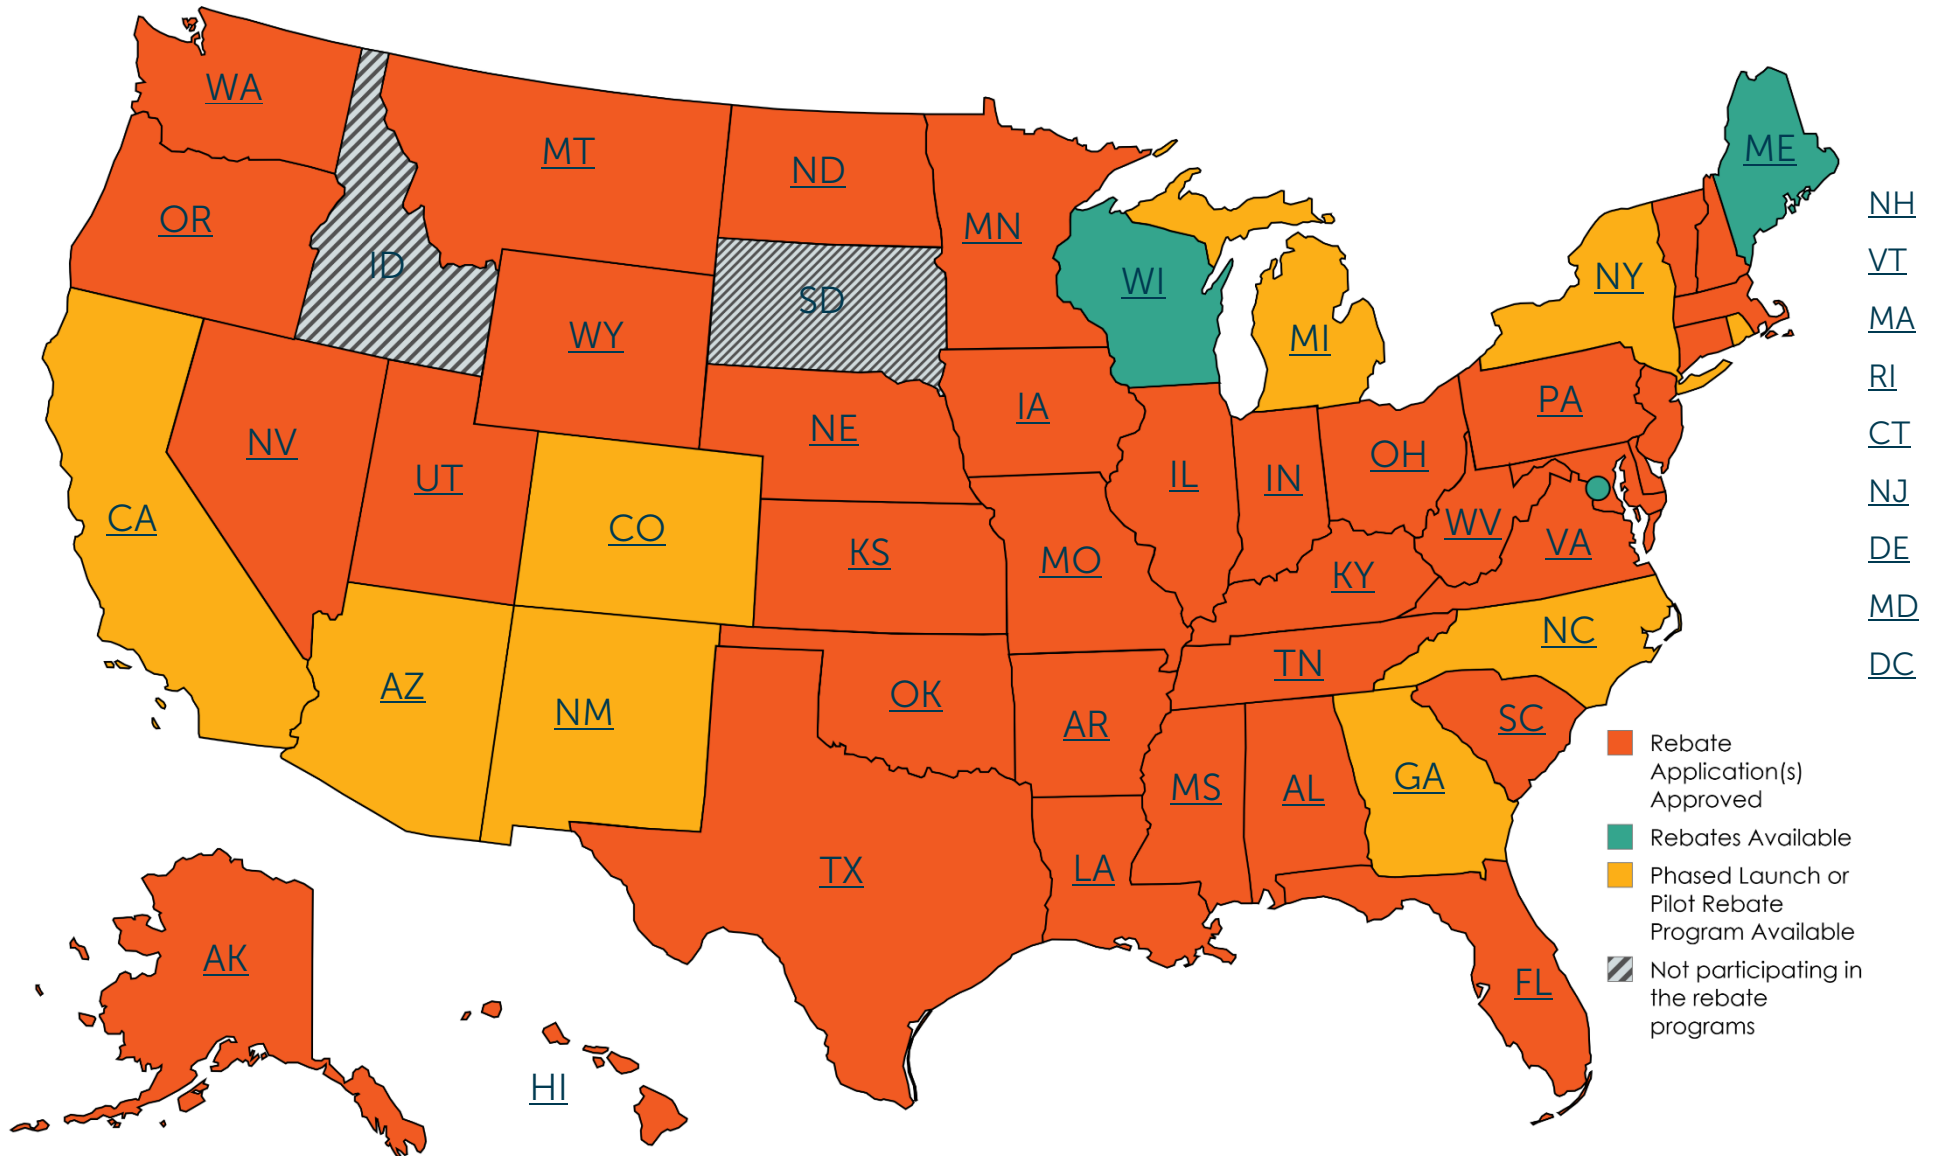 WA
MT
ND
ME
OR
MN
NH
ID
WI
NY
VT
SD
WY
MI
MA
RI
NE
IA
PA
CT
NV
UT
IL
IN
OH
NJ
CA
CO
KS
MO
WV
VA
DE
KY
MD
NC
TN
DC
AZ
NM
OK
AR
SC
MS
AL
GA
TX
LA
AK
FL
HI
Rebate
Application(s)
Approved
Rebates Available
Phased Launch or
Pilot Rebate
Program Available
Not participating in
the rebate
programs